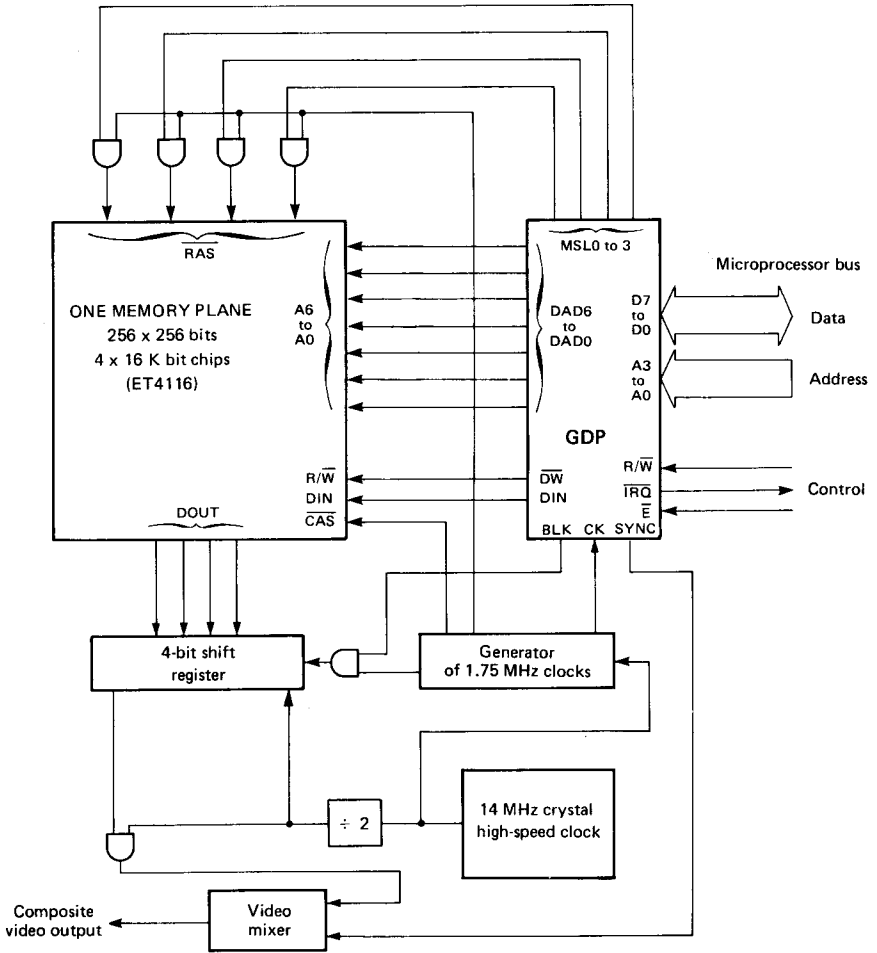 MSL0 to 3
RAS
Microprocessor bus
ONE MEMORY PLANE
256 x 256 bits
4 x 16 K bit chips
(ET4116)
A6
to
A0
DAD6
to
DAD0
D7
to
D0
Data
A3
to
A0
Address
GDP
R/W
DIN
CAS
DW
DIN
R/W
IRQ
E
Control
DOUT
BLK CK SYNC
4-bit shift
register
Generator
of 1.75 MHz clocks
÷ 2
14 MHz crystal
high-speed clock
Composite
video output
Video
mixer